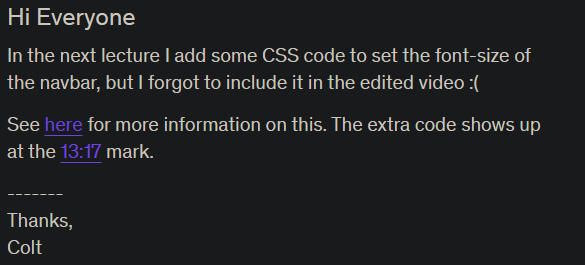 Hi Everyone
In the next lecture I add some CSS code to set the font-size of
the navbar, but I forgot to include it in the edited video :(
See here for more information on this. The extra code shows up
at the 13:17 mark.
-------
Thanks,
Colt